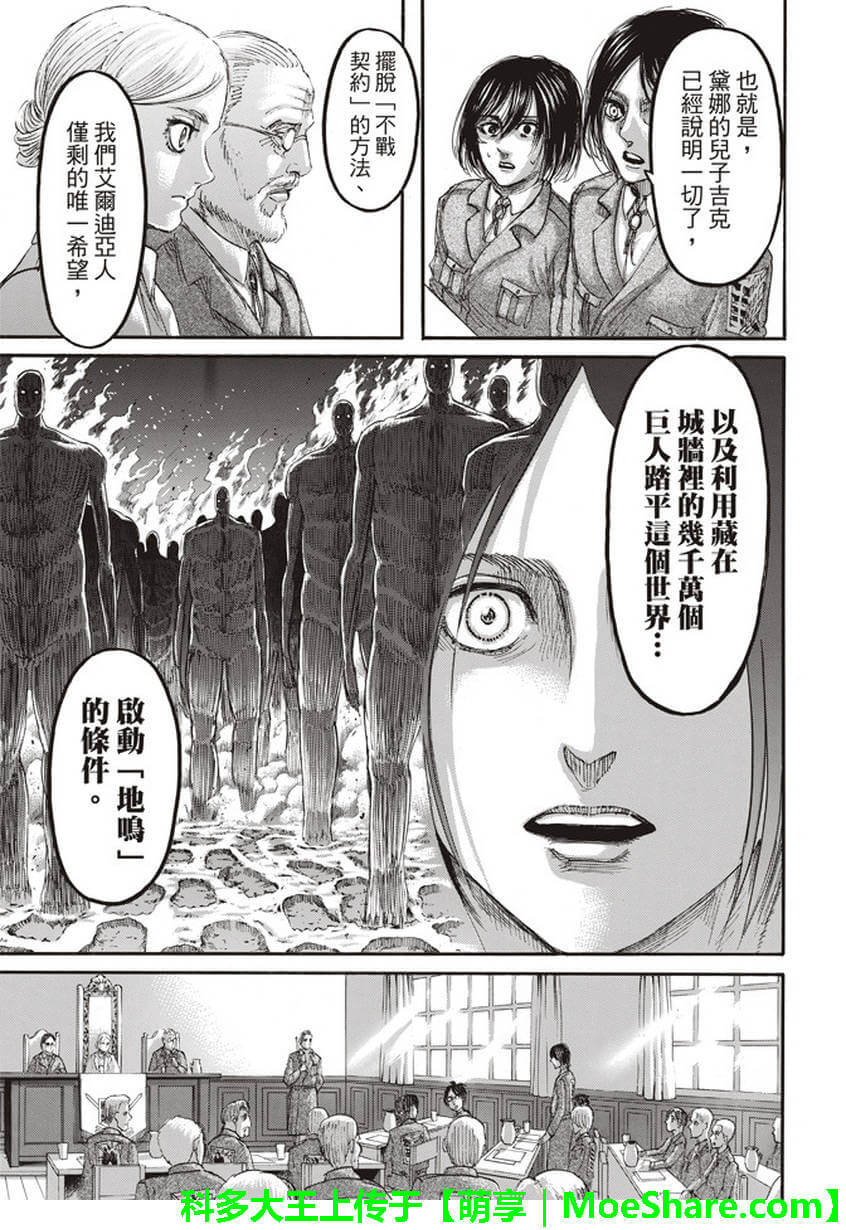 也就是，
黛娜的兒子吉克
已經說明一切了，
擺脫「不戰
契約」的方法、
我們艾爾迪亞人
僅剩的唯一希望，
以及利用藏在
城牆裡的幾千萬個
巨人踏平這個世界…
啟動「地鳴」
的條件。
科多大王上传于【萌享｜MoeShare.com】